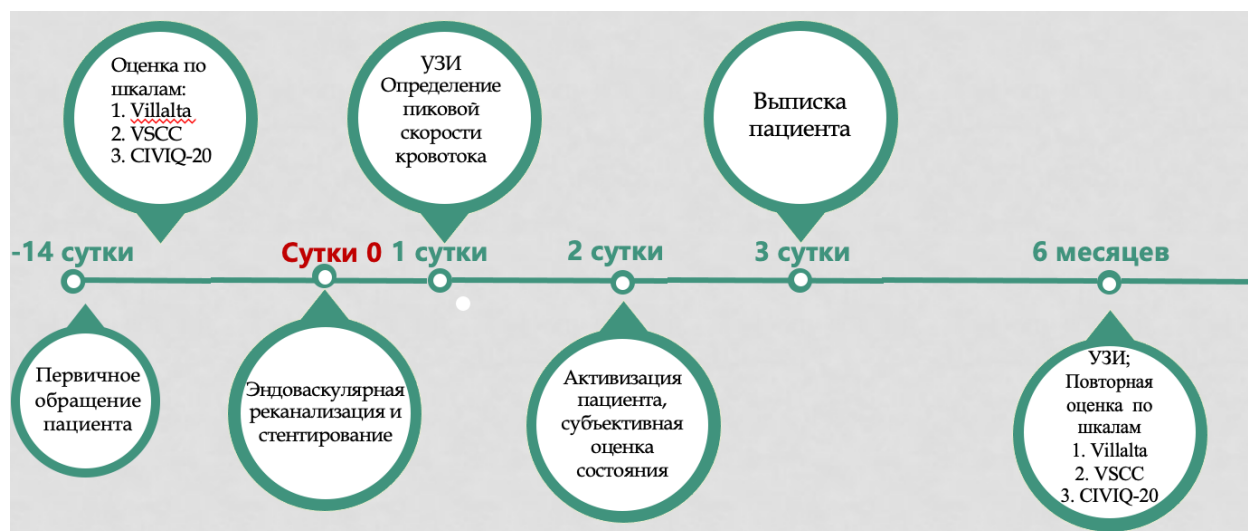 Оценка по
шкалам:
1. Villalta
2. VSCC
3. CIVIQ-20
УЗИ
Определение
пиковой
скорости
кровотока
Выписка
пациента
-14 сутки
Сутки 0
1 сутки
2 сутки
3 сутки
6 месяцев
Первичное
обращение
пациента
Эндоваскулярная
реканализация и
стентирование
Активизация
пациента,
субъективная
оценка
состояния
УЗИ;
Повторная
оценка по
шкалам
1. Villalta
2. VSCC
3. CIVIQ-20